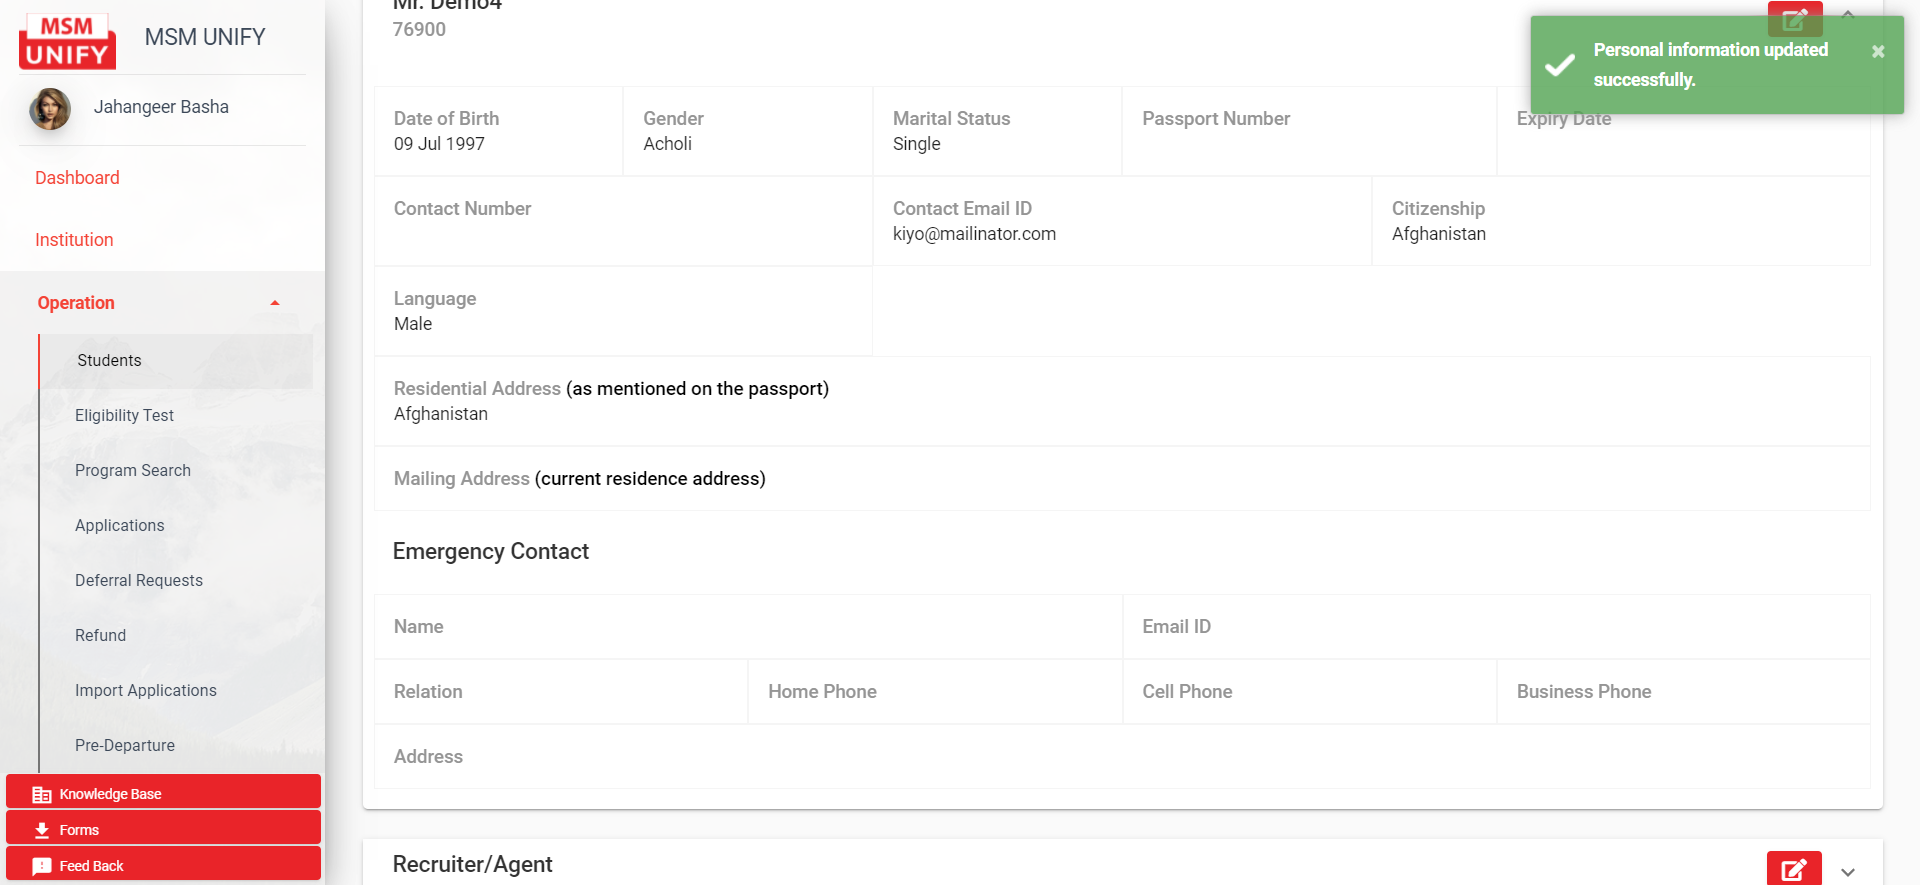 MSM
UNIFY
MSM UNIFY
Jahangeer Basha
Dashboard
Institution
Operation
Students
Eligibility Test
Program Search
Applications
Deferral Requests
Refund
Import Applications
Pre-Departure
Knowledge Base
Forms
Feed Back
Mr. Demo4
76900
Personal information updated
successfully.
×
Date of Birth
09 Jul 1997
Gender
Acholi
Marital Status
Single
Passport Number
Expiry Date
Contact Number
Contact Email ID
kiyo@mailinator.com
Citizenship
Afghanistan
Language
Male
Residential Address (as mentioned on the passport)
Afghanistan
Mailing Address (current residence address)
Emergency Contact
Name
Email ID
Relation
Home Phone
Cell Phone
Business Phone
Address
Recruiter/Agent